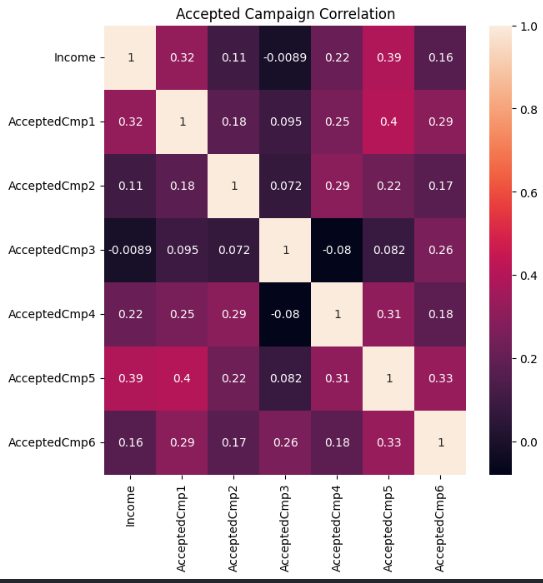 Accepted Campaign Correlation
1.0
Income 1 0.32 0.11 -0.0089 0.22 0.39 0.16
AcceptedCmp1 0.32 1 0.18 0.095 0.25 0.4 0.29
0.8
AcceptedCmp2 0.11 0.18 1 0.072 0.29 0.22 0.17
0.6
AcceptedCmp3 -0.0089 0.095 0.072 1 -0.08 0.082 0.26
0.4
AcceptedCmp4 0.22 0.25 0.29 -0.08 1 0.31 0.18
0.2
AcceptedCmp5 0.39 0.4 0.22 0.082 0.31 1 0.33
AcceptedCmp6 0.16 0.29 0.17 0.26 0.18 0.33 1
0.0
Income
AcceptedCmp1
AcceptedCmp2
AcceptedCmp3
AcceptedCmp4
AcceptedCmp5
AcceptedCmp6